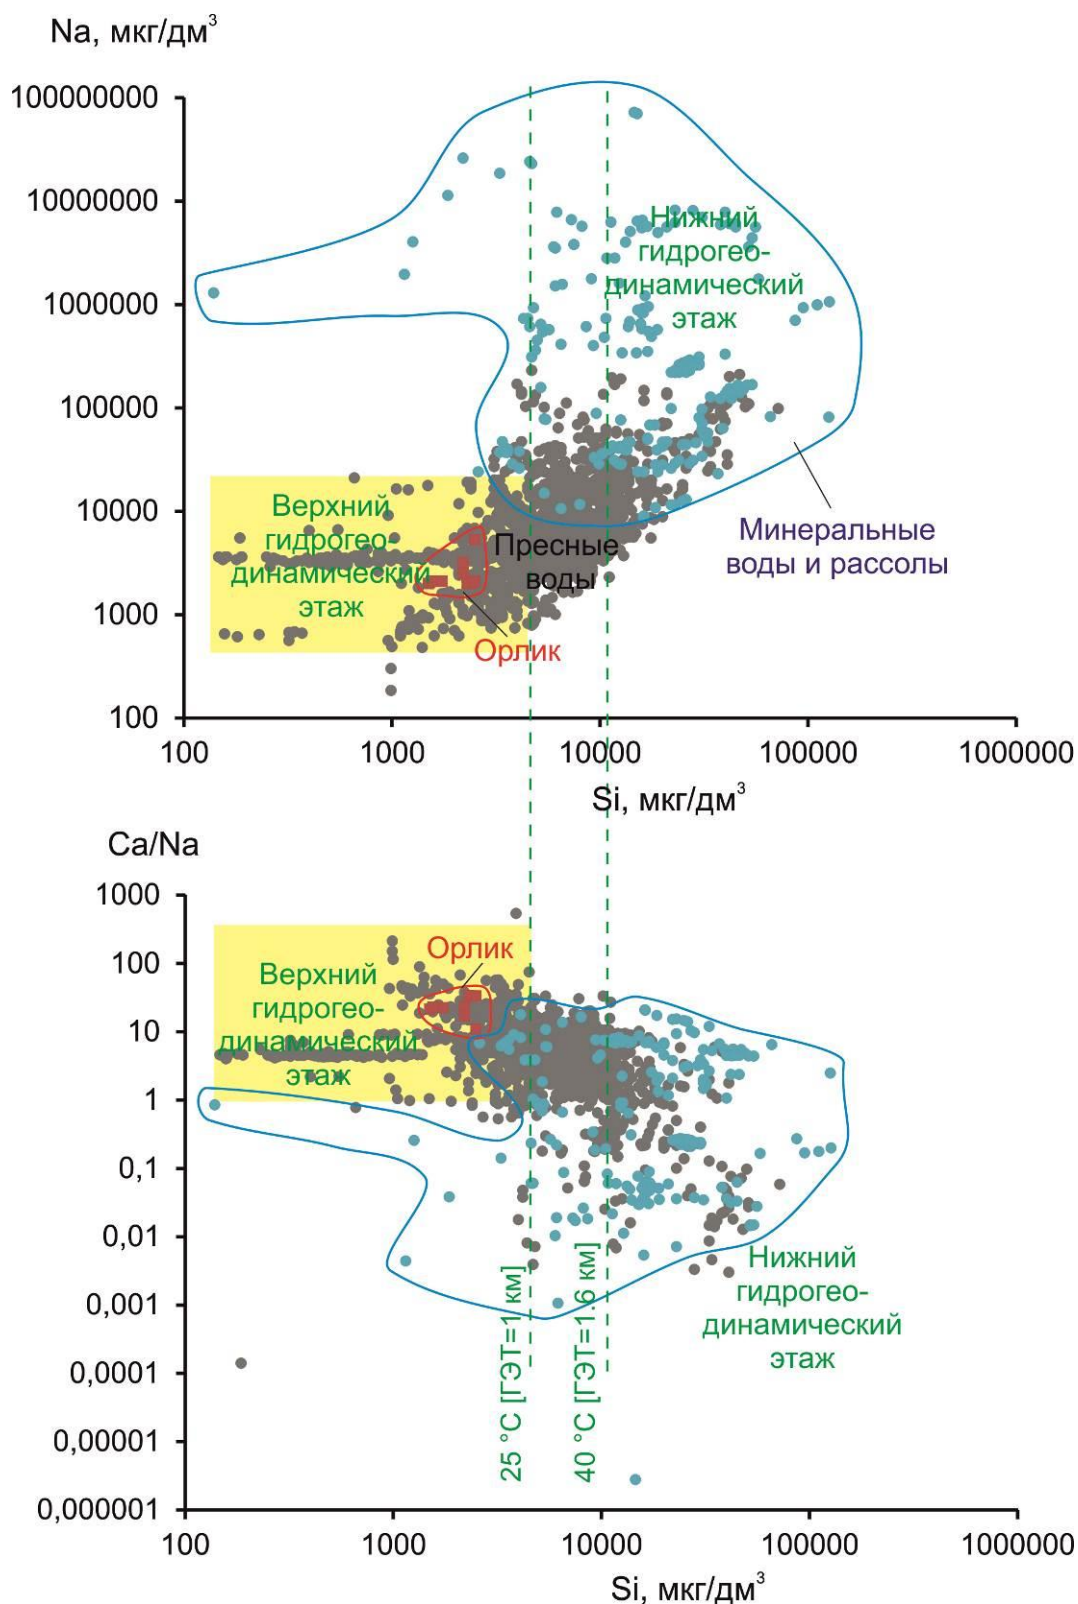 Na, мкг/дм³
100000000
10000000
1000000
100000
10000
1000
100
100
1000
10000
100000
1000000
Si, мкг/дм³
Нижний
гидрогео-
динамический
этаж
Верхний
гидрогео-
динамический
этаж
Пресные
воды
Орлик
Минеральные
воды и рассолы
Ca/Na
1000
100
10
1
0,1
0,01
0,001
0,0001
0,00001
0,000001
100
1000
10000
100000
1000000
Si, мкг/дм³
Орлик
Верхний
гидрогео-
динамический
этаж
25 °C [ГЭТ=1 км]
40 °C [ГЭТ=1.6 км]
Нижний
гидрогео-
динамический
этаж